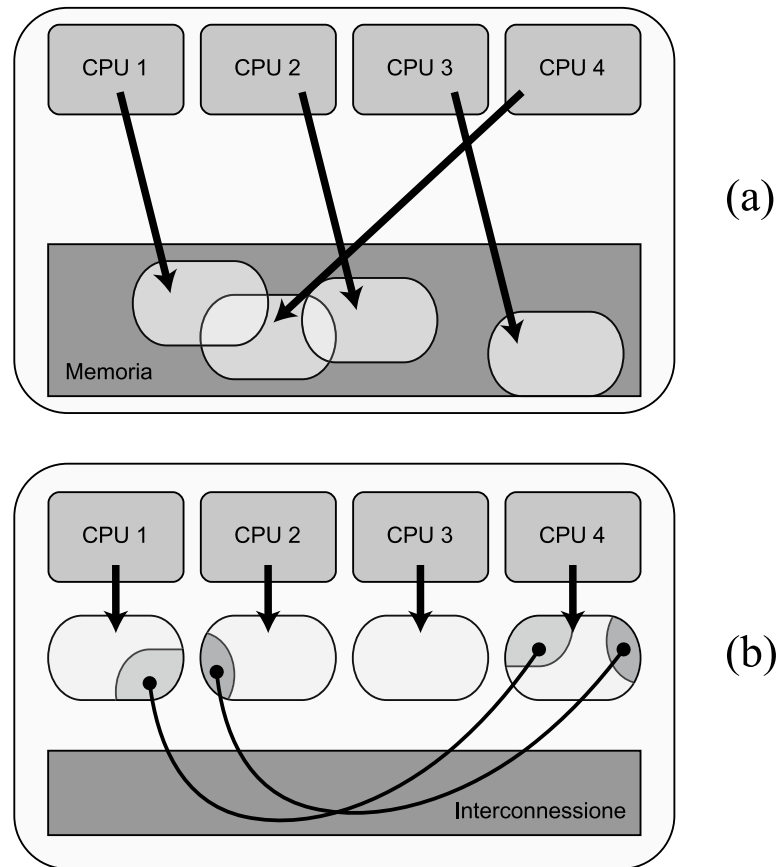 CPU 1
CPU 2
CPU 3
CPU 4
(a)
Memoria
CPU 1
CPU 2
CPU 3
CPU 4
(b)
Interconnessione